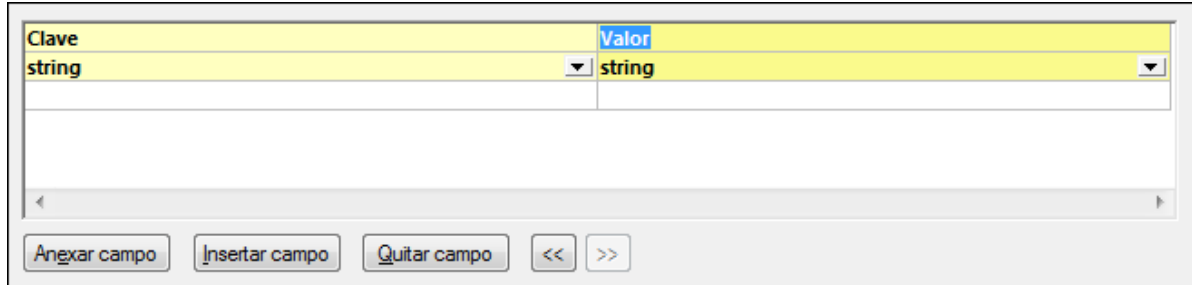 Clave Valor
string string
Anexar campo Insertar campo Quitar campo << >>